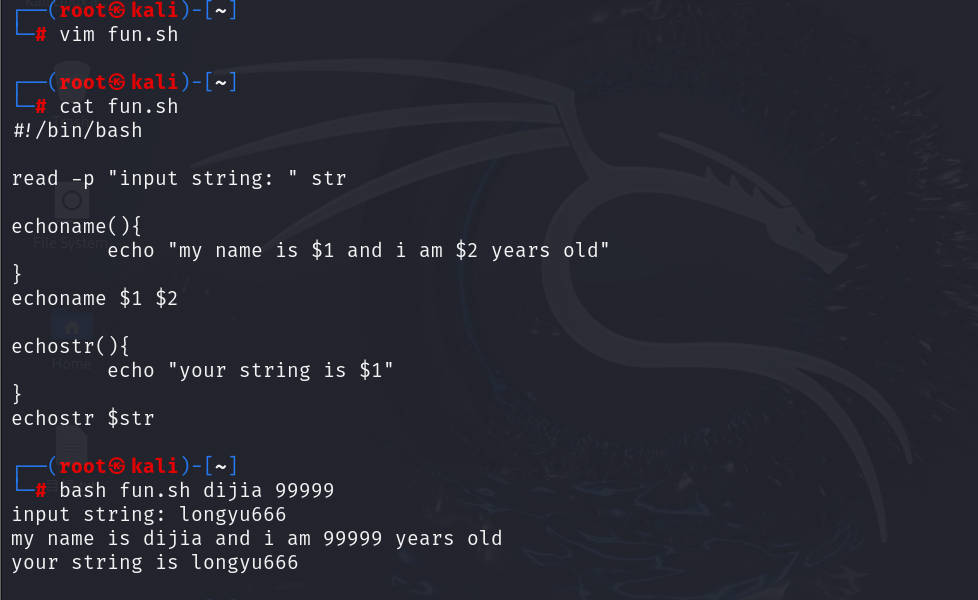 ┌──(root㉿kali)-[~]
└─# vim fun.sh
┌──(root㉿kali)-[~]
└─# cat fun.sh
#!/bin/bash
read -p "input string: " str
echoname(){
        echo "my name is $1 and i am $2 years old"
}
echoname $1 $2
echostr(){
        echo "your string is $1"
}
echostr $str
┌──(root㉿kali)-[~]
└─# bash fun.sh dijia 99999
input string: longyu666
my name is dijia and i am 99999 years old
your string is longyu666
File System
Home